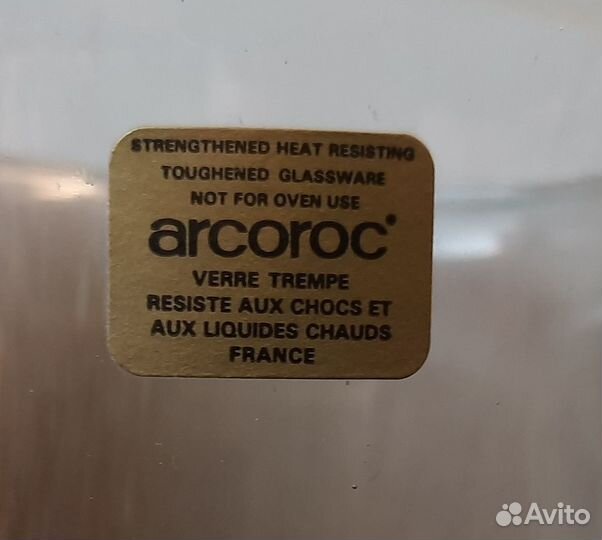 STRENGTHENED HEAT RESISTING
TOUGHENED GLASSWARE
NOT FOR OVEN USE
arcoroc®
VERRE TREMPE
RESISTE AUX CHOCS ET
AUX LIQUIDES CHAUDS
FRANCE
Avito